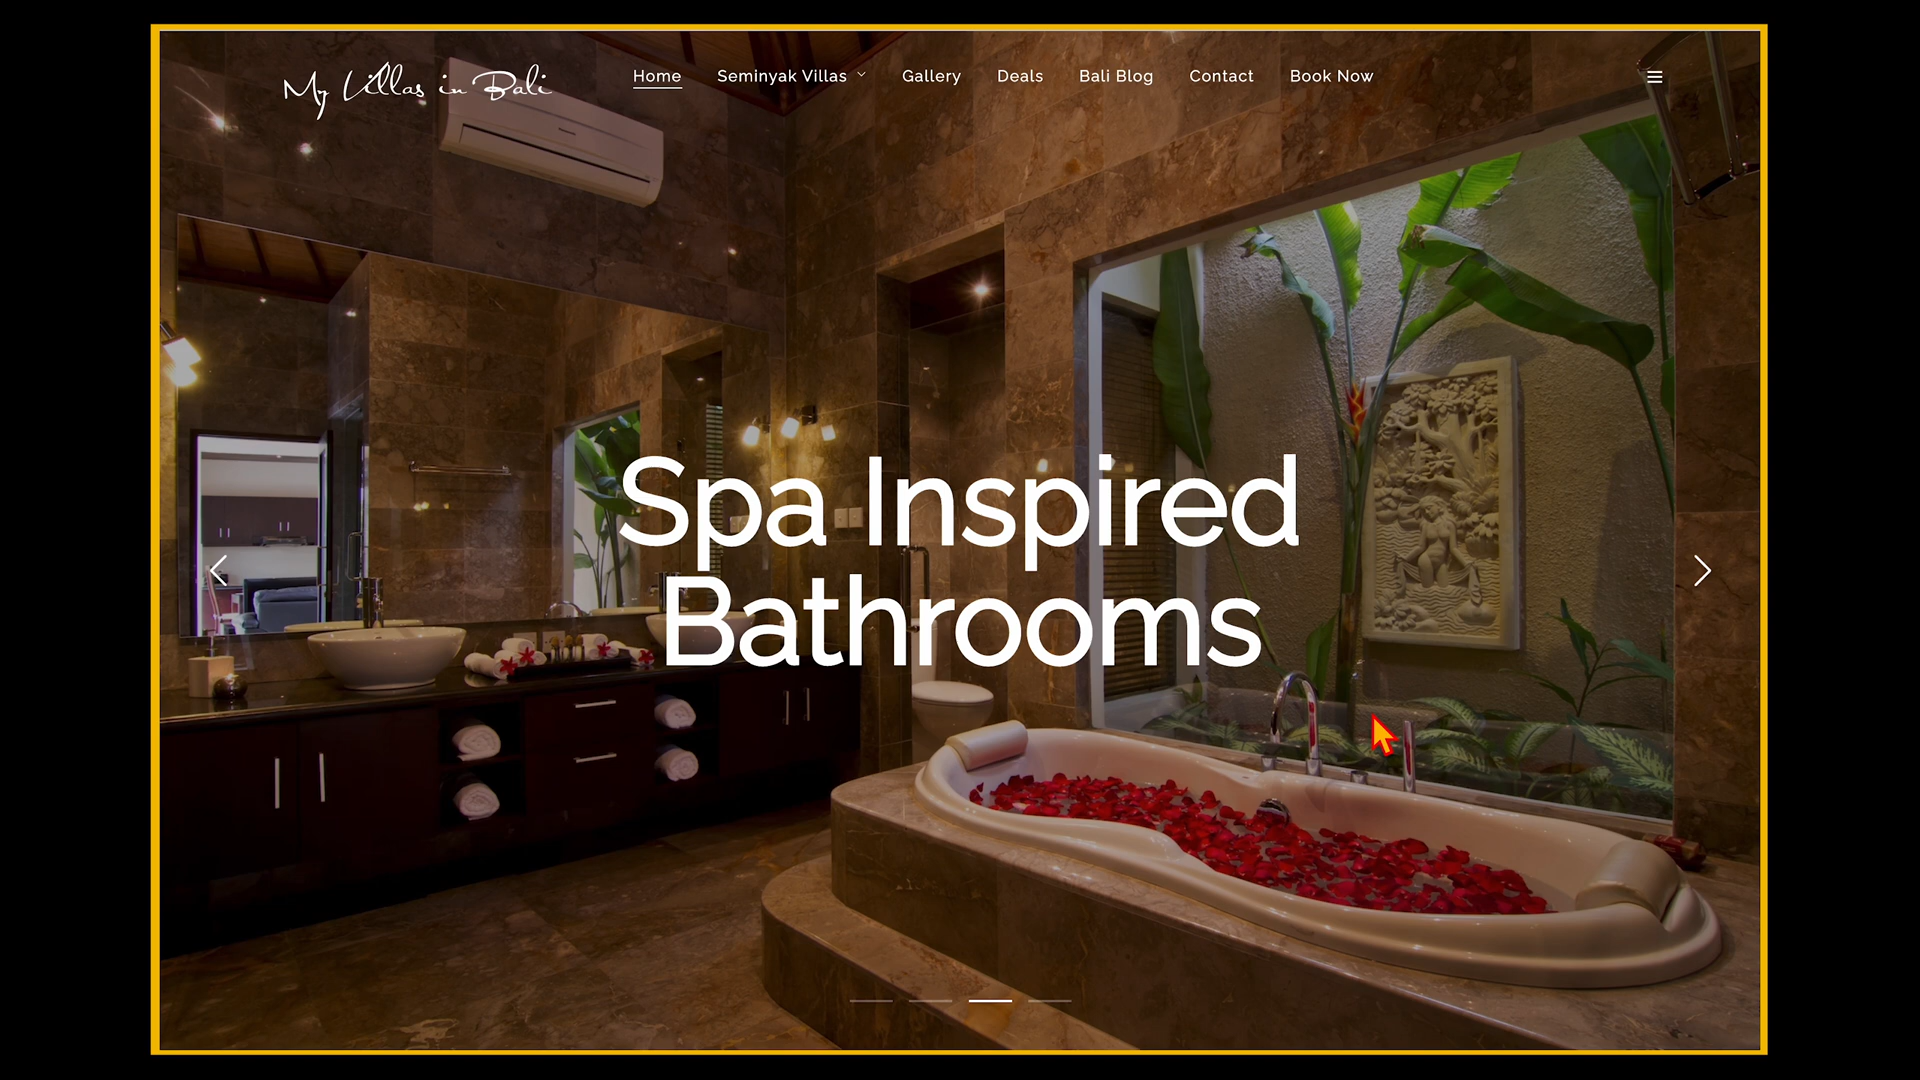 My Villas in Bali
Home
Seminyak Villas
Gallery
Deals
Bali Blog
Contact
Book Now
Spa Inspired
Bathrooms